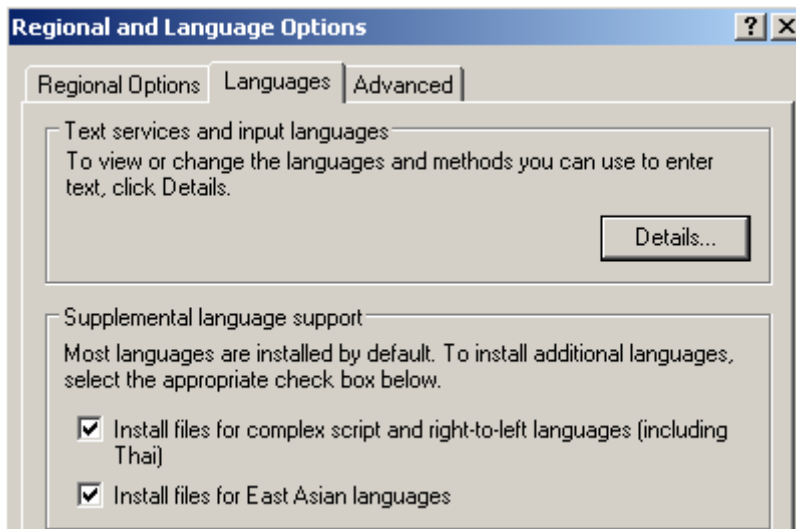 Regional and Language Options
Regional Options Languages Advanced
Text services and input languages
To view or change the languages and methods you can use to enter
text, click Details.
Details...
Supplemental language support
Most languages are installed by default. To install additional languages,
select the appropriate check box below.
Install files for complex script and right-to-left languages (including
Thai)
Install files for East Asian languages